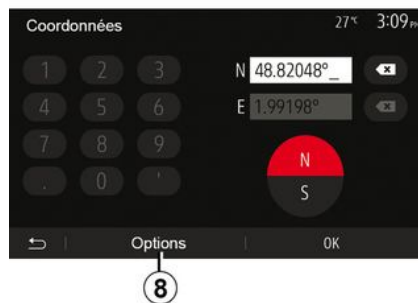 Coordonnées 27°C 3:09 PM
1 2 3 N 48.82048°_
4 5 6 E 1.99198°
7 8 9 N
. 0 ' S
Options OK
8